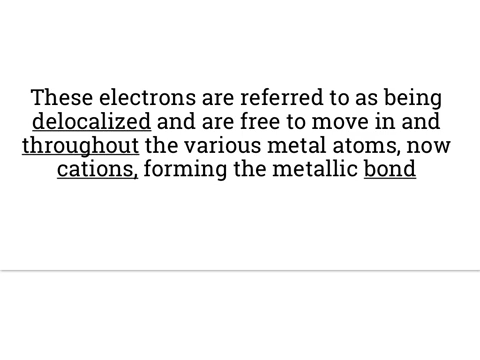 These electrons are referred to as being
delocalized and are free to move in and
throughout the various metal atoms, now
cations, forming the metallic bond